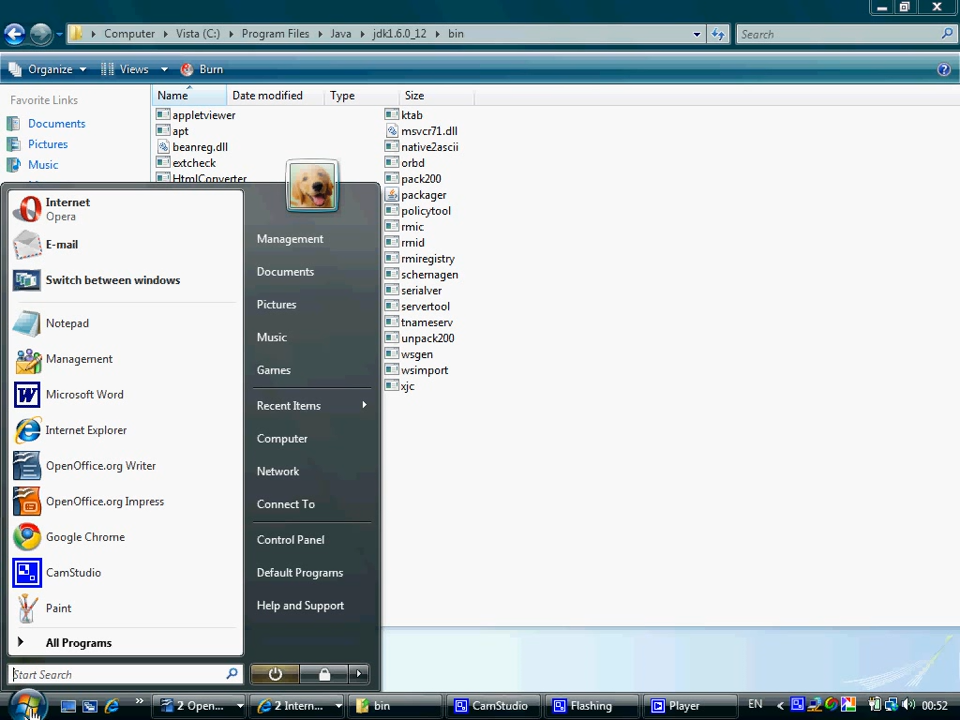 Computer Vista (C:) Program Files Java jdk1.6.0_12 bin Search
Organize Views Burn
Favorite Links
Documents
Pictures
Music
Name Date modified Type Size
appletviewer
apt
beanreg.dll
extcheck
HtmlConverter
ktab
msvcr71.dll
native2ascii
orbd
pack200
packager
policytool
rmic
rmid
rmiregistry
schemagen
serialver
servertool
tnameserv
unpack200
wsgen
wsimport
xjc
Internet
Opera
E-mail
Switch between windows
Notepad
Management
Microsoft Word
Internet Explorer
OpenOffice.org Writer
OpenOffice.org Impress
Google Chrome
CamStudio
Paint
All Programs
Start Search
Management
Documents
Pictures
Music
Games
Recent Items
Computer
Network
Connect To
Control Panel
Default Programs
Help and Support
2 Open... 2 Intern... bin CamStudio Flashing Player EN 00:52